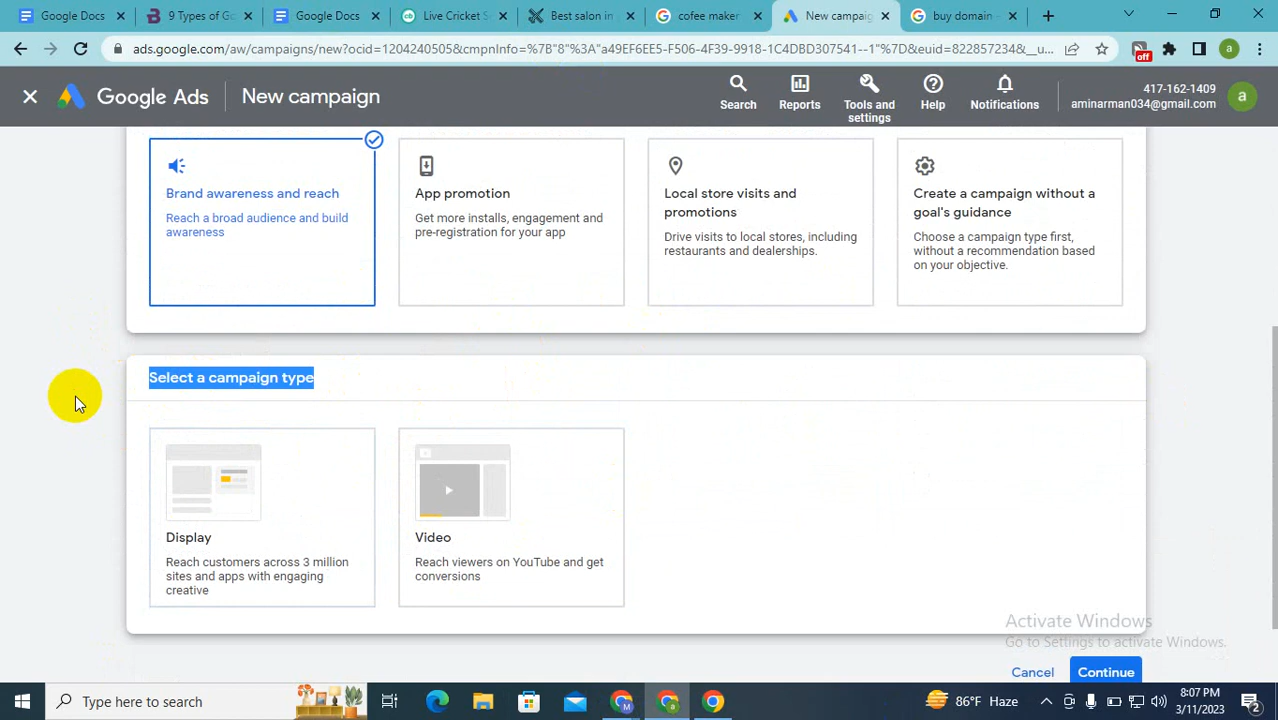 Google Docs
9 Types of Go
Google Docs
Live Cricket S
Best salon in
cofee maker
New campaig
buy domain
ads.google.com/aw/campaigns/new?ocid=1204240505&cmpnInfo=%7B"8"%3A"a49EF6EE5-F506-4F39-9918-1C4DBD307541--1"%7D&euid=822857234&__u...
off
a
Google Ads
New campaign
Search
Reports
Tools and
settings
Help
Notifications
417-162-1409
aminarman034@gmail.com
a
Brand awareness and reach
Reach a broad audience and build
awareness
App promotion
Get more installs, engagement and
pre-registration for your app
Local store visits and
promotions
Drive visits to local stores, including
restaurants and dealerships.
Create a campaign without a
goal's guidance
Choose a campaign type first,
without a recommendation based
on your objective.
Select a campaign type
Display
Reach customers across 3 million
sites and apps with engaging
creative
Video
Reach viewers on YouTube and get
conversions
Activate Windows
Go to Settings to activate Windows.
Cancel
Continue
Type here to search
86°F Haze
8:07 PM
3/11/2023
2